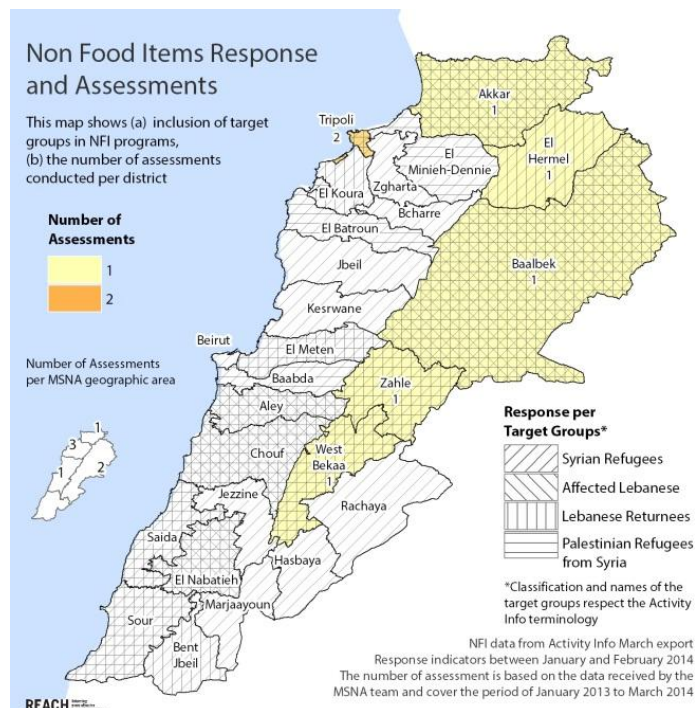 Non Food Items Response
and Assessments
This map shows (a) inclusion of target
groups in NFI programs,
(b) the number of assessments
conducted per district
Number of
Assessments
1
2
Number of Assessments
per MSNA geographic area
1
3
1
2
Akkar
1
Tripoli
2
El
Hermel
1
El
Minieh-Dennie
Zgharta
El Koura
Bcharre
El Batroun
Baalbek
1
Jbeil
Kesrwane
Beirut
El Meten
Baabda
Zahle
1
Aley
Chouf
West
Bekaa
1
Jezzine
Rachaya
Saida
Hasbaya
El Nabatieh
Marjaayoun
Sour
Bent
Jbeil
Response per
Target Groups*
Syrian Refugees
Affected Lebanese
Lebanese Returnees
Palestinian Refugees
from Syria
*Classification and names of the
target groups respect the Activity
Info terminology
NFI data from Activity Info March export
Response indicators between January and February 2014
The number of assessment is based on the data received by the
MSNA team and cover the period of January 2013 to March 2014
REACH